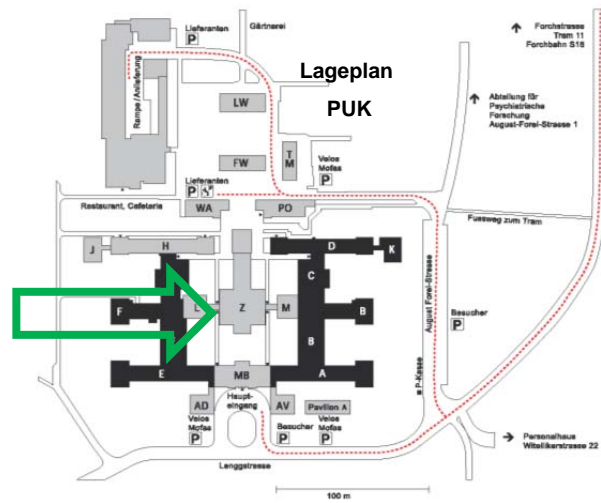 Lageplan
PUK
Lieferanten
P
Gärtnerei
Forchstrasse
Tram 11
Forchbahn S18
Rampe/Anlieferung
Abteilung für
Psychiatrische
Forschung
August-Forel-Strasse 1
LW
FW
TM
Velos
Mofas
P
Lieferanten
P
Restaurant, Cafeteria
WA
PO
Fussweg zum Tram
J
H
D
K
C
L
Z
M
F
B
B
August Forel-Strasse
Besucher
P
P-Kasse
E
MB
A
Haupt-
eingang
AD
AV
Pavillon A
Velos
Mofas
P
Besucher
P
Velos
Mofas
P
Lenggstrasse
Personalhaus
Witellikerstrasse 22
100 m